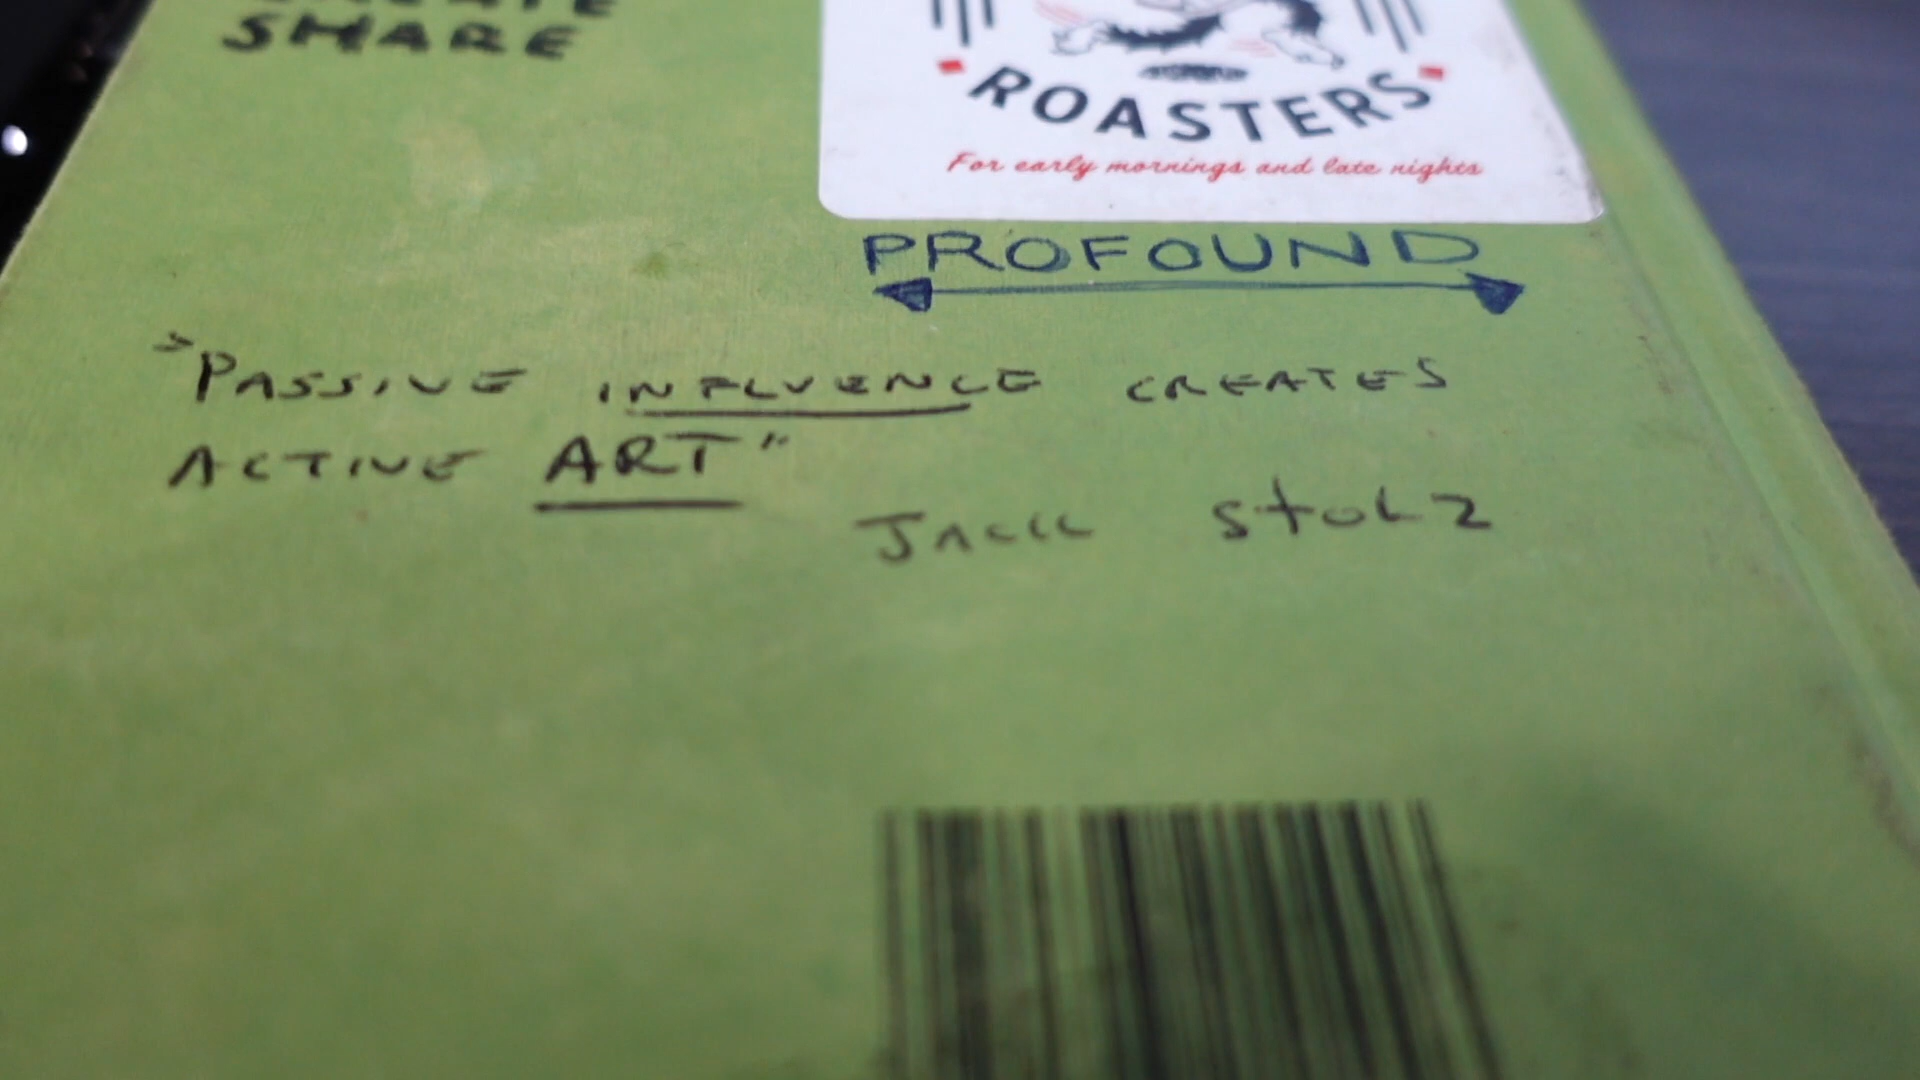 SHARE
ROASTERS
For early mornings and late nights
PROFOUND
"PASSIVE INFLUENCE CREATES
ACTIVE ART"
JACK STOLZ